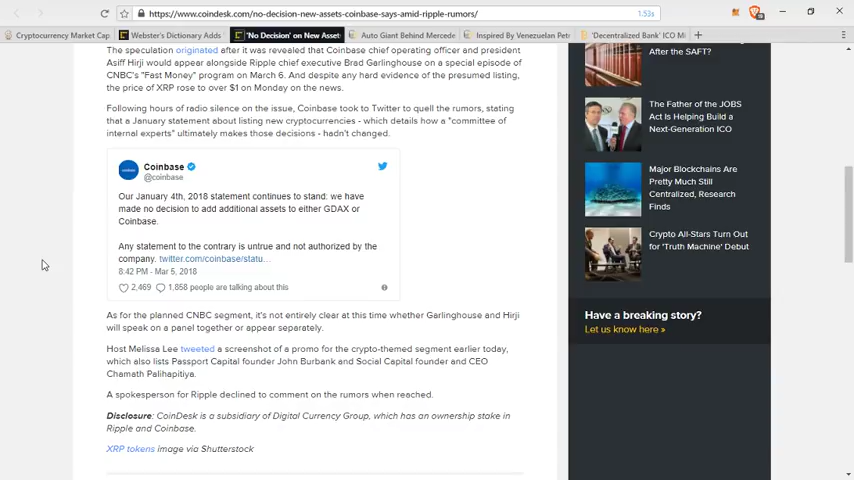 https://www.coindesk.com/no-decision-new-assets-coinbase-says-amid-ripple-rumors/
1.53s
19
Cryptocurrency Market Cap
Webster's Dictionary Adds
'No Decision' on New Asset
Auto Giant Behind Mercede
Inspired By Venezuelan Petr
'Decentralized Bank' ICO Mi
The speculation originated after it was revealed that Coinbase chief operating officer and president
Asiff Hirji would appear alongside Ripple chief executive Brad Garlinghouse on a special episode of
CNBC's "Fast Money" program on March 6. And despite any hard evidence of the presumed listing,
the price of XRP rose to over $1 on Monday on the news.
Following hours of radio silence on the issue, Coinbase took to Twitter to quell the rumors, stating
that a January statement about listing new cryptocurrencies - which details how a "committee of
internal experts" ultimately makes those decisions - hadn't changed.
Coinbase
@coinbase
Our January 4th, 2018 statement continues to stand: we have
made no decision to add additional assets to either GDAX or
Coinbase.
Any statement to the contrary is untrue and not authorized by the
company. twitter.com/coinbase/statu…
8:42 PM - Mar 5, 2018
2,469 1,858 people are talking about this
As for the planned CNBC segment, it's not entirely clear at this time whether Garlinghouse and Hirji
will speak on a panel together or appear separately.
Host Melissa Lee tweeted a screenshot of a promo for the crypto-themed segment earlier today,
which also lists Passport Capital founder John Burbank and Social Capital founder and CEO
Chamath Palihapitiya.
A spokesperson for Ripple declined to comment on the rumors when reached.
Disclosure: CoinDesk is a subsidiary of Digital Currency Group, which has an ownership stake in
Ripple and Coinbase.
XRP tokens image via Shutterstock
After the SAFT?
The Father of the JOBS
Act Is Helping Build a
Next-Generation ICO
Major Blockchains Are
Pretty Much Still
Centralized, Research
Finds
Crypto All-Stars Turn Out
for 'Truth Machine' Debut
Have a breaking story?
Let us know here »